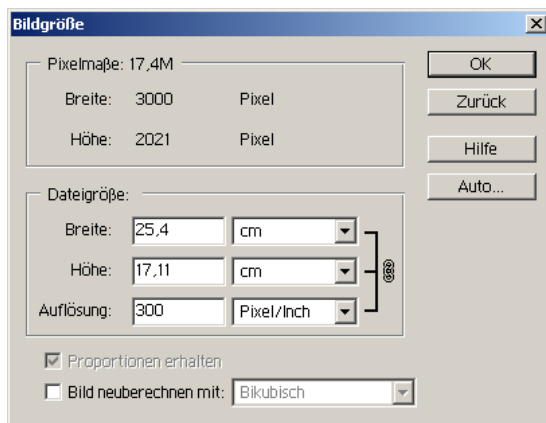 Bildgröße
Pixelmaße: 17,4M
Breite: 3000 Pixel
Höhe: 2021 Pixel
OK
Zurück
Hilfe
Auto...
Dateigröße:
Breite: 25,4 cm
Höhe: 17,11 cm
Auflösung: 300 Pixel/Inch
Proportionen erhalten
Bild neuberechnen mit: Bikubisch